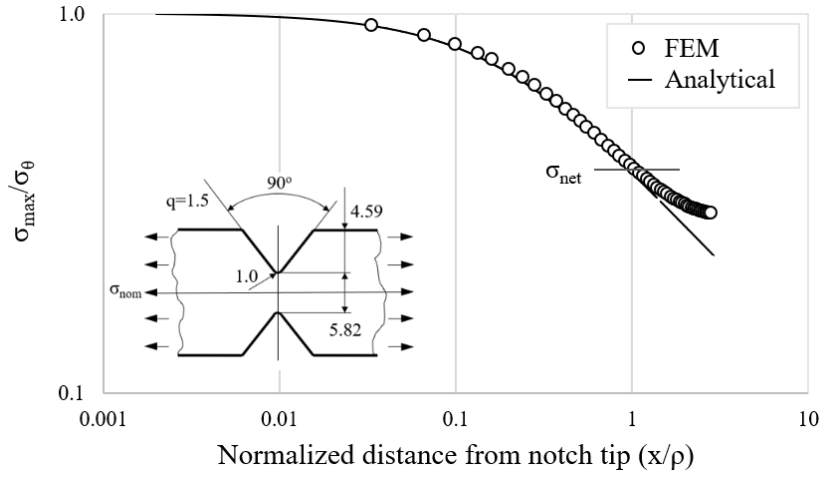 1.0
FEM
Analytical
σmax/σθ
σnet
q=1.5
90º
4.59
1.0
σnom
5.82
0.1
0.001 0.01 0.1 1 10
Normalized distance from notch tip (x/ρ)